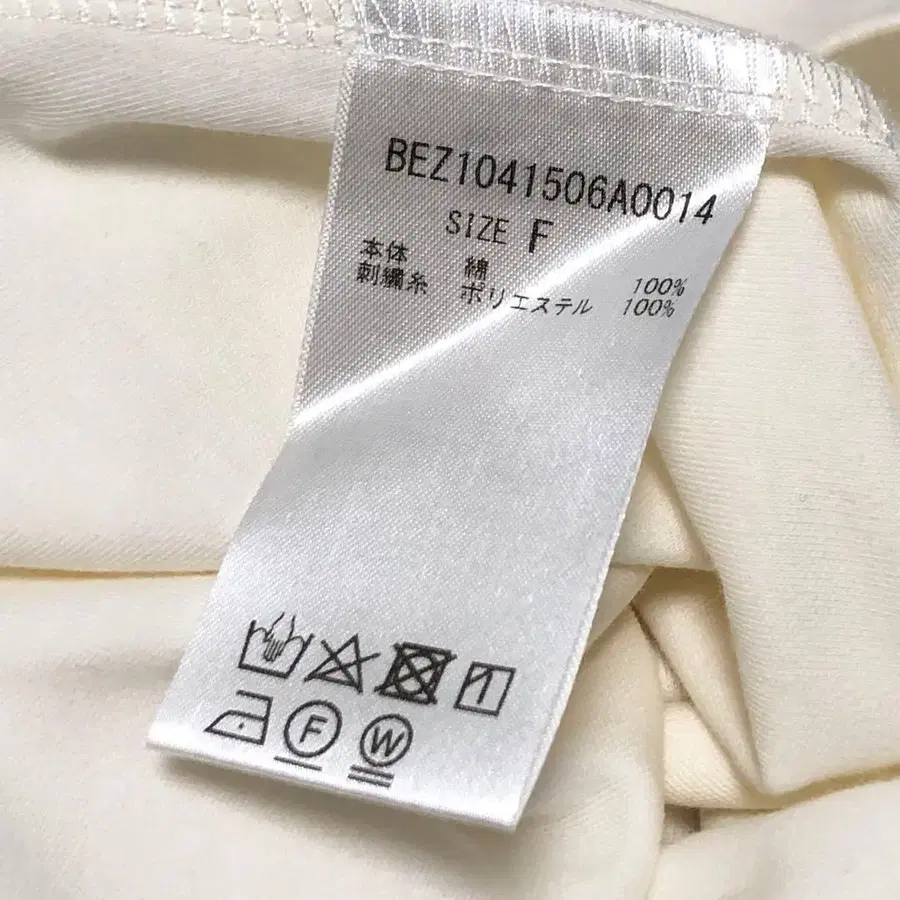 BEZ1041506A0014
SIZE F
本体 綿 100%
刺繍糸 ポリエステル 100%
F
W